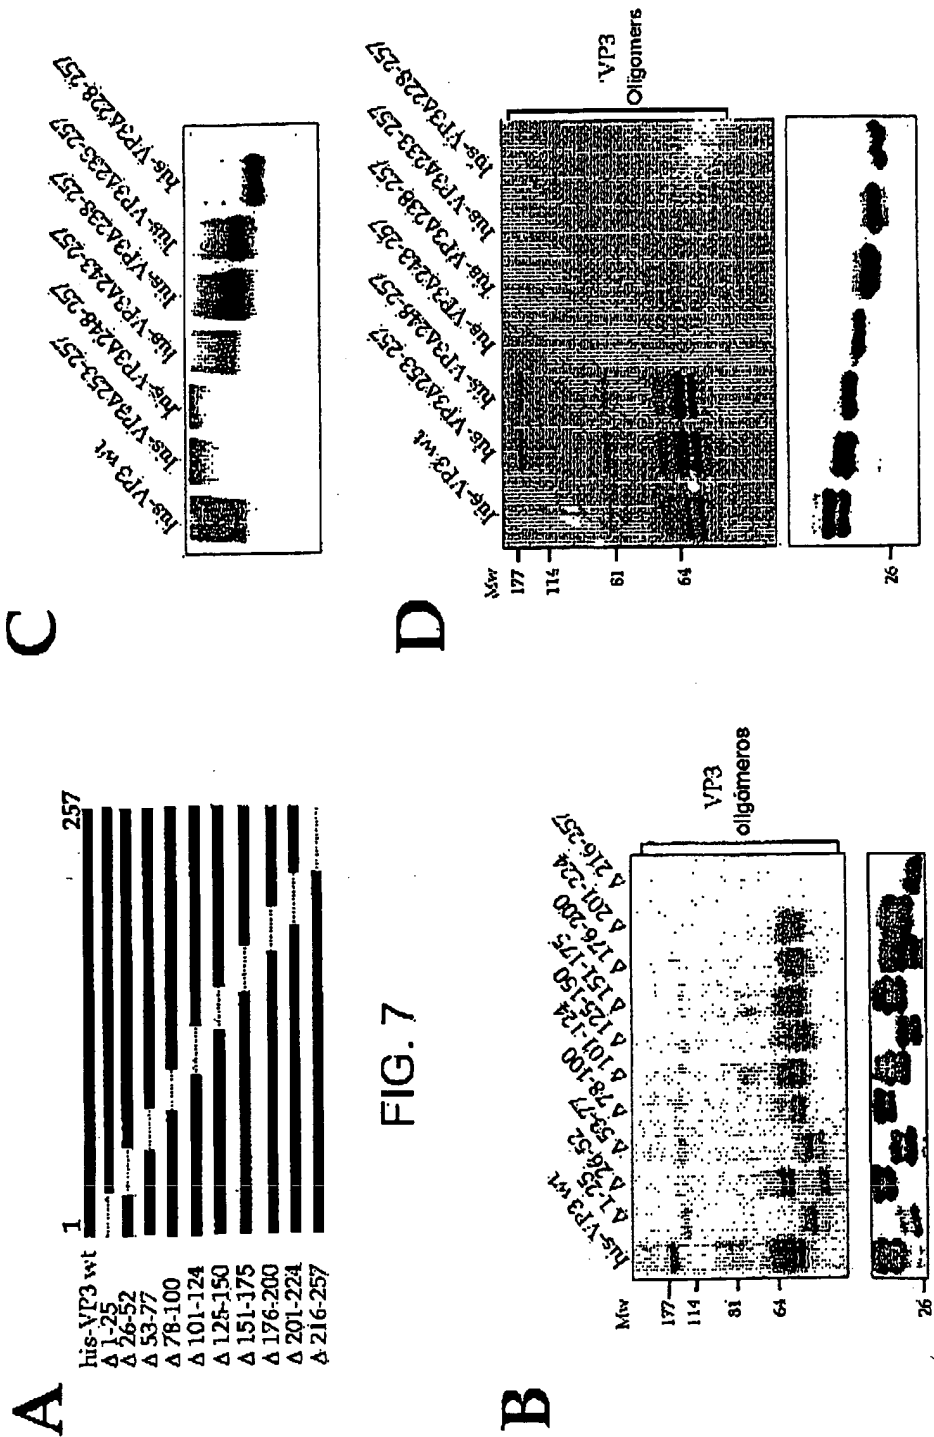 A
1
257
his-VP3 wt
Δ 1-25
Δ 26-52
Δ 53-77
Δ 78-100
Δ 101-124
Δ 125-150
Δ 151-175
Δ 176-200
Δ 201-224
Δ 216-257
FIG. 7
B
Mw
his-VP3 wt
Δ 1-25
Δ 26-52
Δ 53-77
Δ 78-100
Δ 101-124
Δ 125-150
Δ 151-175
Δ 176-200
Δ 201-224
Δ 216-257
177
114
81
64
26
VP3
oligómeros
C
his-VP3 wt
his-VP3Δ253-257
his-VP3Δ248-257
his-VP3Δ243-257
his-VP3Δ238-257
his-VP3Δ233-257
his-VP3Δ228-257
D
Mw
his-VP3 wt
his-VP3Δ253-257
his-VP3Δ248-257
his-VP3Δ243-257
his-VP3Δ238-257
his-VP3Δ233-257
his-VP3Δ228-257
177
114
81
64
26
VP3
Oligomers